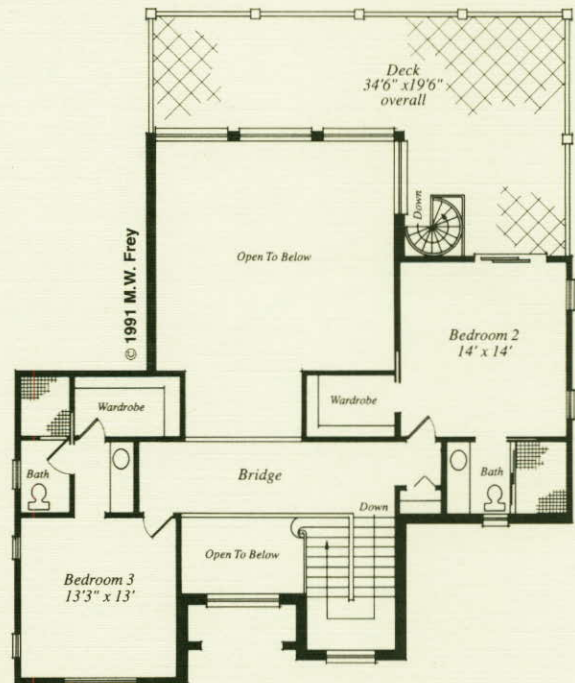 Deck
34'6" x19'6"
overall
Down
Open To Below
© 1991 M.W. Frey
Bedroom 2
14' x 14'
Wardrobe
Wardrobe
Bath
Bridge
Bath
Down
Open To Below
Bedroom 3
13'3" x 13'